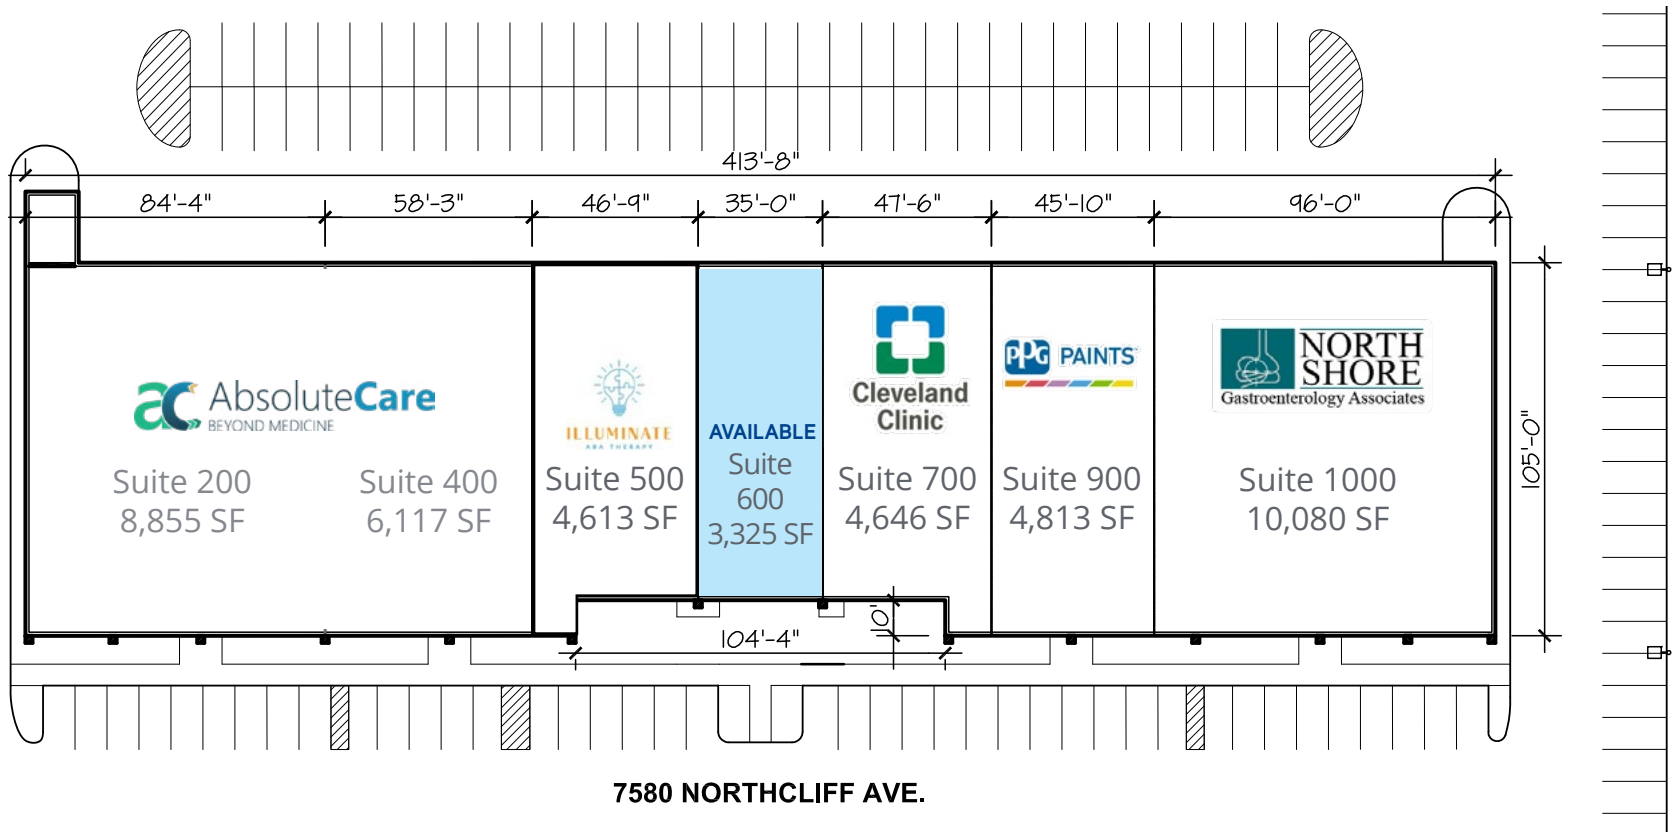 413'-8"
84'-4" 58'-3" 46'-9" 35'-0" 47'-6" 45'-10" 96'-0"
ac AbsoluteCare
BEYOND MEDICINE
Suite 200
8,855 SF
Suite 400
6,117 SF
ILLUMINATE
ABA THERAPY
Suite 500
4,613 SF
AVAILABLE
Suite
600
3,325 SF
Cleveland
Clinic
Suite 700
4,646 SF
PPG PAINTS™
Suite 900
4,813 SF
NORTH
SHORE
Gastroenterology Associates
Suite 1000
10,080 SF
105'-0"
10'
104'-4"
7580 NORTHCLIFF AVE.